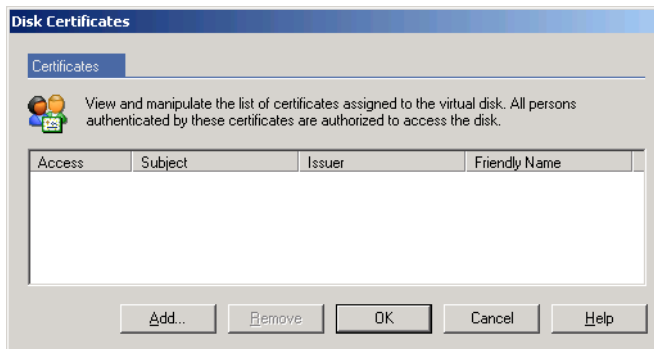 Disk Certificates
Certificates
View and manipulate the list of certificates assigned to the virtual disk. All persons
authenticated by these certificates are authorized to access the disk.
Access Subject Issuer Friendly Name
Add... Remove OK Cancel Help